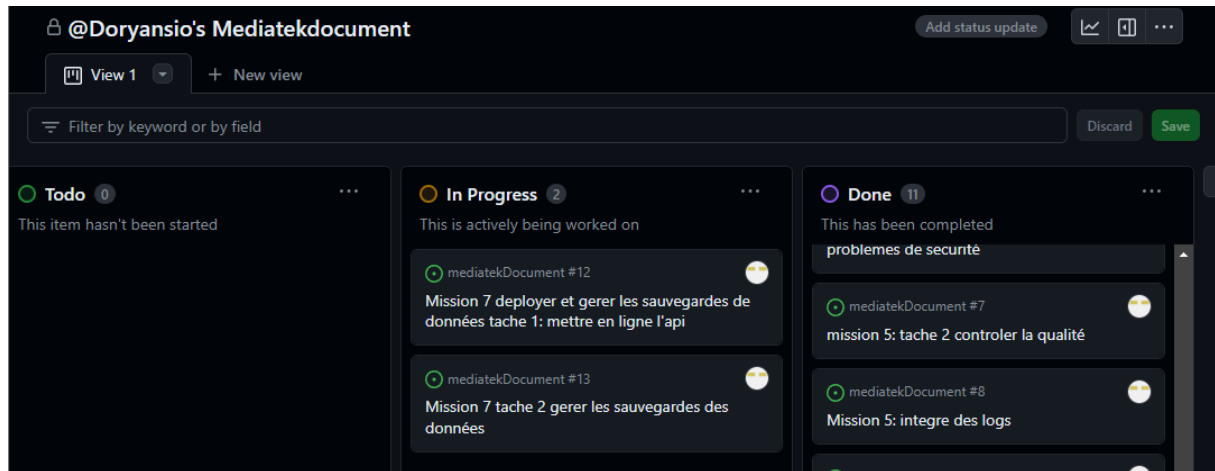 @Doryansio's Mediatekdocument
Add status update
View 1
New view
Filter by keyword or by field
Discard
Save
Todo 0
This item hasn't been started
In Progress 2
This is actively being worked on
mediatekDocument #12
Mission 7 deployer et gerer les sauvegardes de
données tache 1: mettre en ligne l'api
mediatekDocument #13
Mission 7 tache 2 gerer les sauvegardes des
données
Done 11
This has been completed
problemes de securité
mediatekDocument #7
mission 5: tache 2 controler la qualité
mediatekDocument #8
Mission 5: integre des logs